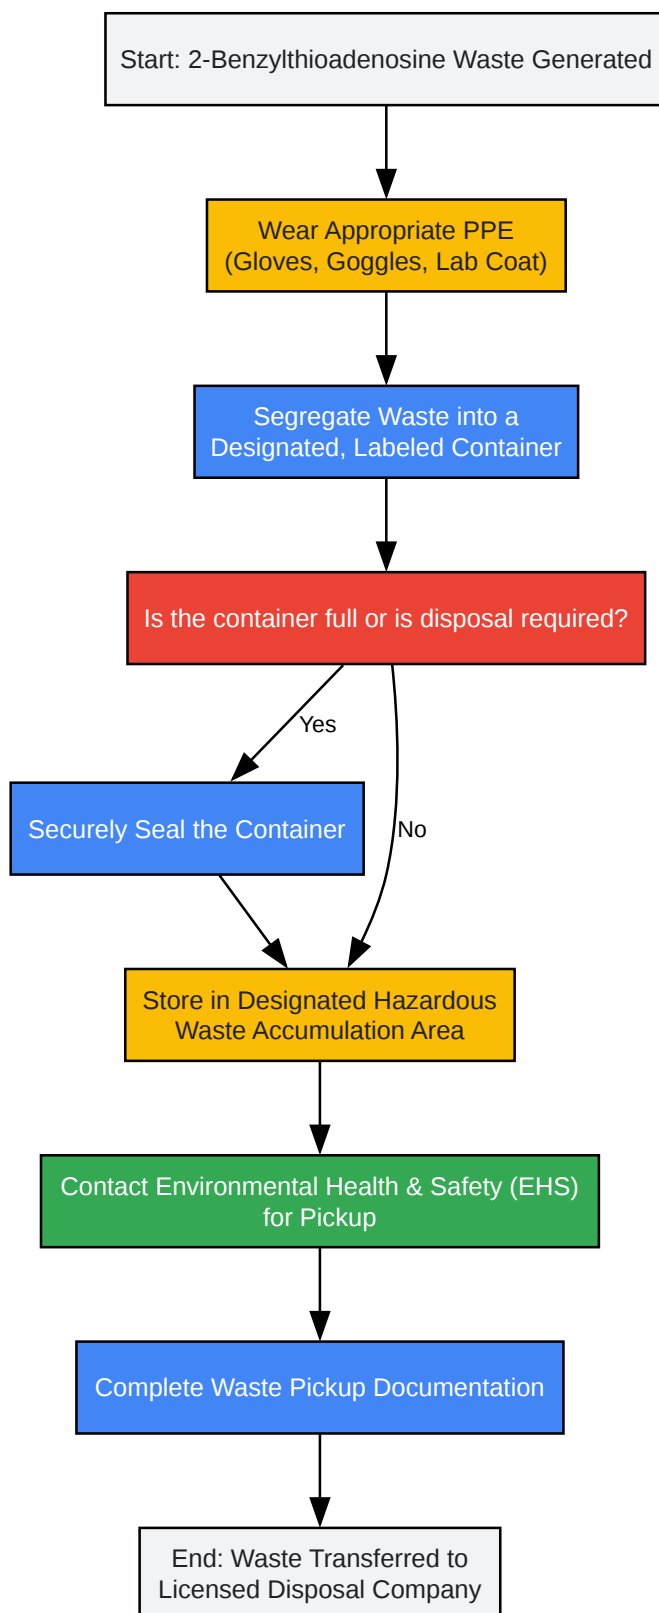 Start: 2-Benzylthioadenosine Waste Generated
Wear Appropriate PPE
(Gloves, Goggles, Lab Coat)
Segregate Waste into a
Designated, Labeled Container
Is the container full or is disposal required?
Yes
Securely Seal the Container
No
Store in Designated Hazardous
Waste Accumulation Area
Contact Environmental Health & Safety (EHS)
for Pickup
Complete Waste Pickup Documentation
End: Waste Transferred to
Licensed Disposal Company